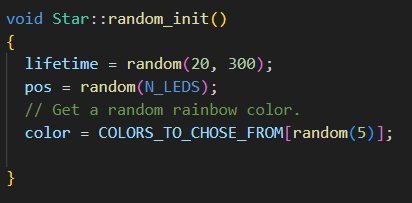 void Star::random_init()
{
  lifetime = random(20, 300);
  pos = random(N_LEDS);
  // Get a random rainbow color.
  color = COLORS_TO_CHOSE_FROM[random(5)];
}